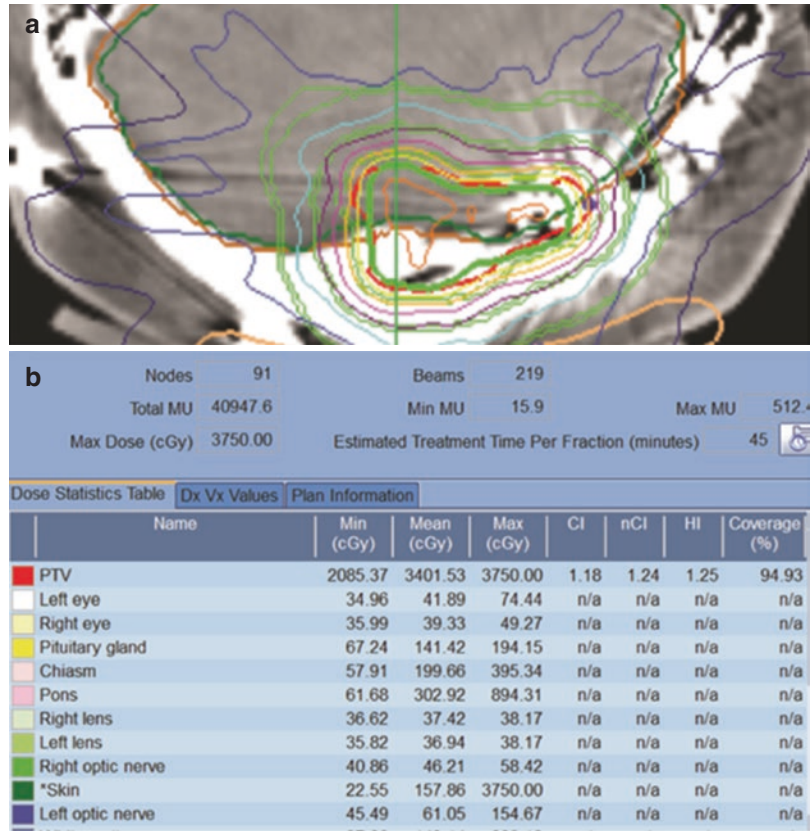 a
b
Nodes 91 Beams 219
Total MU 40947.6 Min MU 15.9 Max MU 512.4
Max Dose (cGy) 3750.00 Estimated Treatment Time Per Fraction (minutes) 45
Dose Statistics Table Dx Vx Values Plan Information
Name Min (cGy) Mean (cGy) Max (cGy) CI nCI HI Coverage (%)
PTV 2085.37 3401.53 3750.00 1.18 1.24 1.25 94.93
Left eye 34.96 41.89 74.44 n/a n/a n/a n/a
Right eye 35.99 39.33 49.27 n/a n/a n/a n/a
Pituitary gland 67.24 141.42 194.15 n/a n/a n/a n/a
Chiasm 57.91 199.66 395.34 n/a n/a n/a n/a
Pons 61.68 302.92 894.31 n/a n/a n/a n/a
Right lens 36.62 37.42 38.17 n/a n/a n/a n/a
Left lens 35.82 36.94 38.17 n/a n/a n/a n/a
Right optic nerve 40.86 46.21 58.42 n/a n/a n/a n/a
*Skin 22.55 157.86 3750.00 n/a n/a n/a n/a
Left optic nerve 45.49 61.05 154.67 n/a n/a n/a n/a